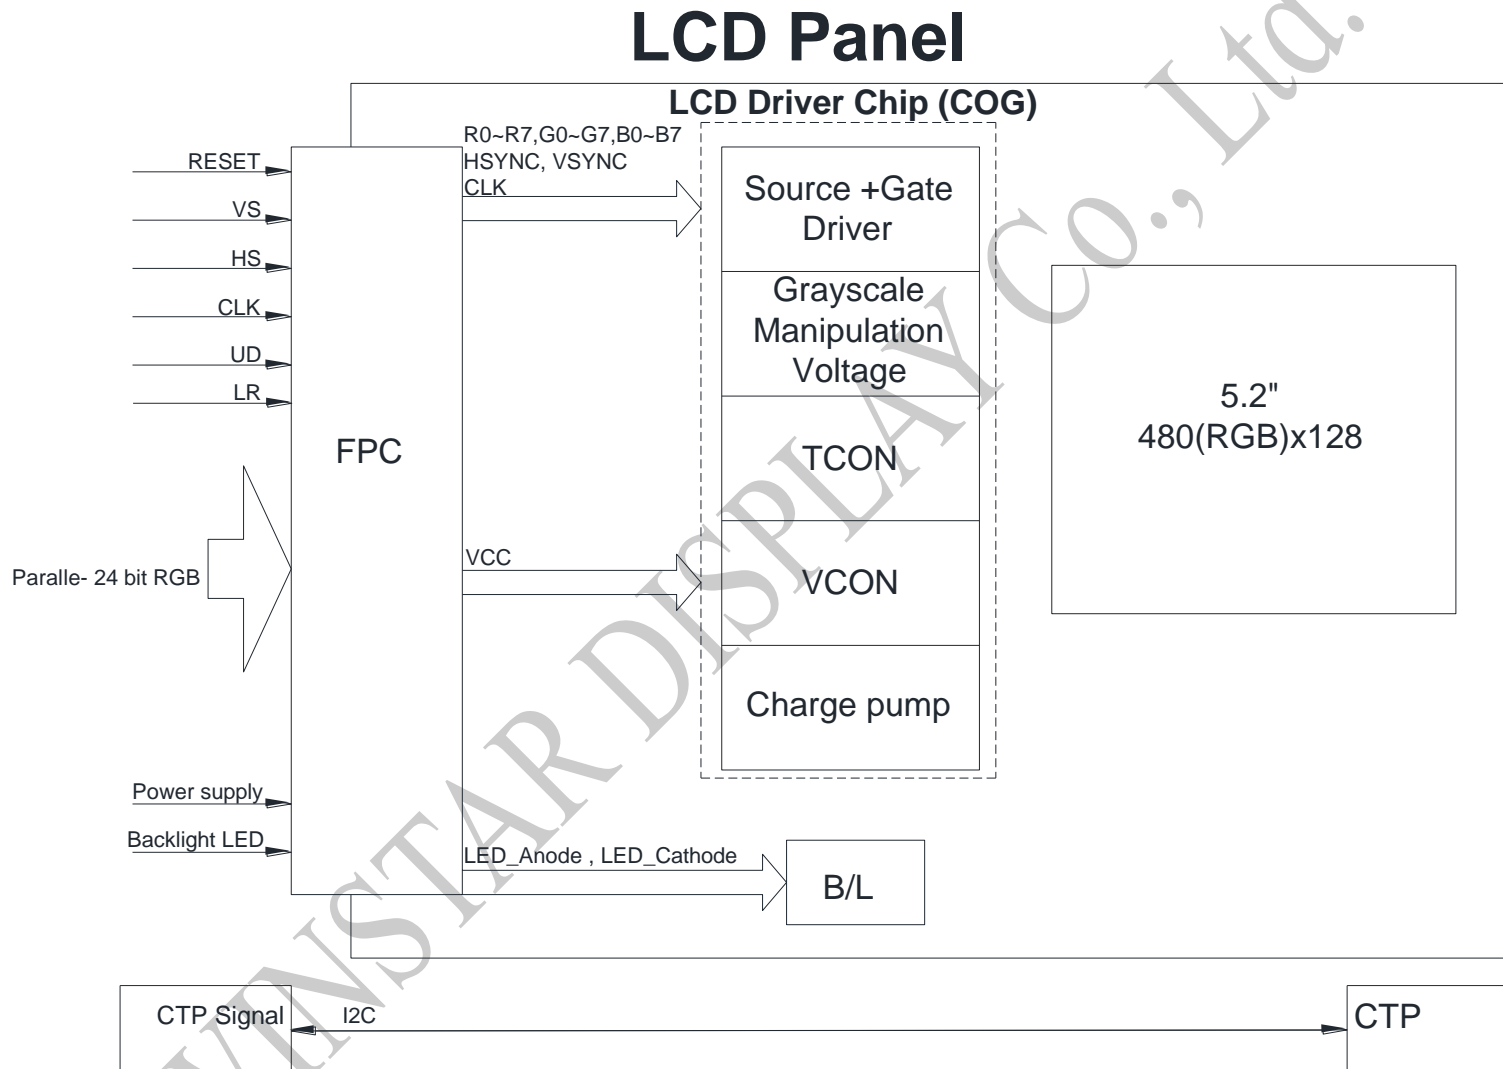 LCD Panel
LCD Driver Chip (COG)
R0~R7,G0~G7,B0~B7
HSYNC, VSYNC
CLK
RESET
VS
HS
CLK
UD
LR
FPC
Paralle- 24 bit RGB
Power supply
Backlight LED
Source +Gate
Driver
Grayscale
Manipulation
Voltage
TCON
VCC
VCON
Charge pump
5.2"
480(RGB)x128
LED_Anode , LED_Cathode
B/L
CTP Signal
I2C
CTP
VINSTAR DISPLAY Co., Ltd.